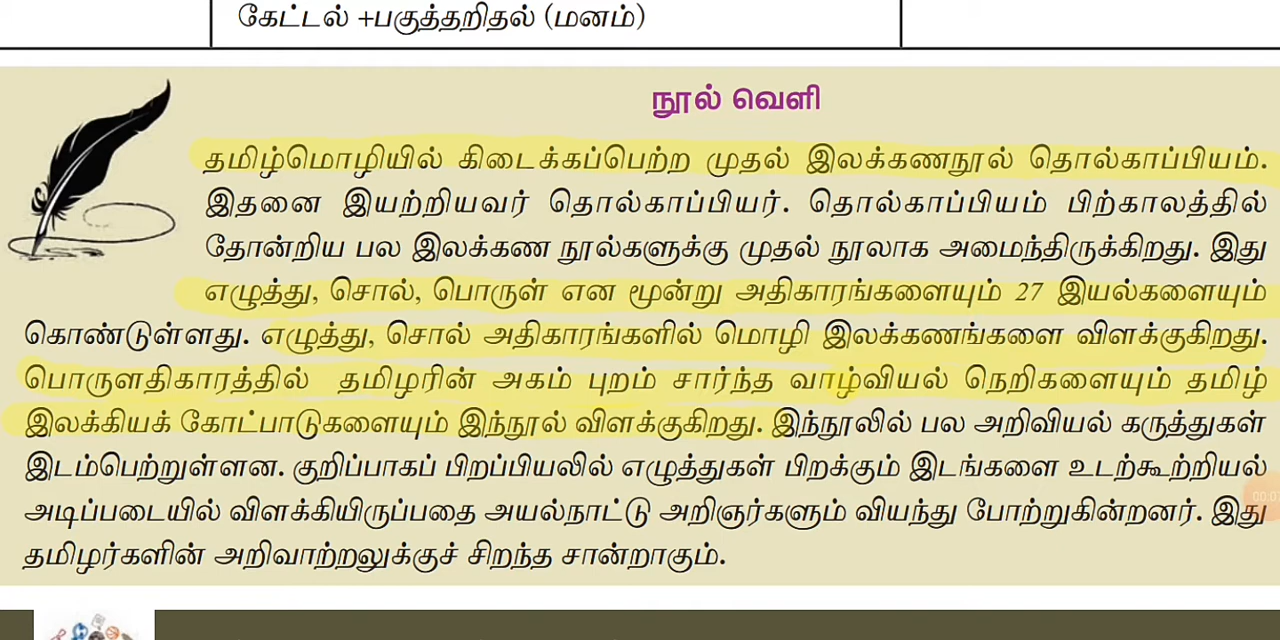 கேட்டல் +பகுத்தறிதல் (மனம்)
நூல் வெளி
தமிழ்மொழியில் கிடைக்கப்பெற்ற முதல் இலக்கணநூல் தொல்காப்பியம்.
இதனை இயற்றியவர் தொல்காப்பியர். தொல்காப்பியம் பிற்காலத்தில்
தோன்றிய பல இலக்கண நூல்களுக்கு முதல் நூலாக அமைந்திருக்கிறது. இது
எழுத்து, சொல், பொருள் என மூன்று அதிகாரங்களையும் 27 இயல்களையும்
கொண்டுள்ளது. எழுத்து, சொல் அதிகாரங்களில் மொழி இலக்கணங்களை விளக்குகிறது.
பொருளதிகாரத்தில் தமிழரின் அகம் புறம் சார்ந்த வாழ்வியல் நெறிகளையும் தமிழ்
இலக்கியக் கோட்பாடுகளையும் இந்நூல் விளக்குகிறது. இந்நூலில் பல அறிவியல் கருத்துகள்
இடம்பெற்றுள்ளன. குறிப்பாகப் பிறப்பியலில் எழுத்துகள் பிறக்கும் இடங்களை உடற்கூற்றியல்
அடிப்படையில் விளக்கியிருப்பதை அயல்நாட்டு அறிஞர்களும் வியந்து போற்றுகின்றனர். இது
தமிழர்களின் அறிவாற்றலுக்குச் சிறந்த சான்றாகும்.